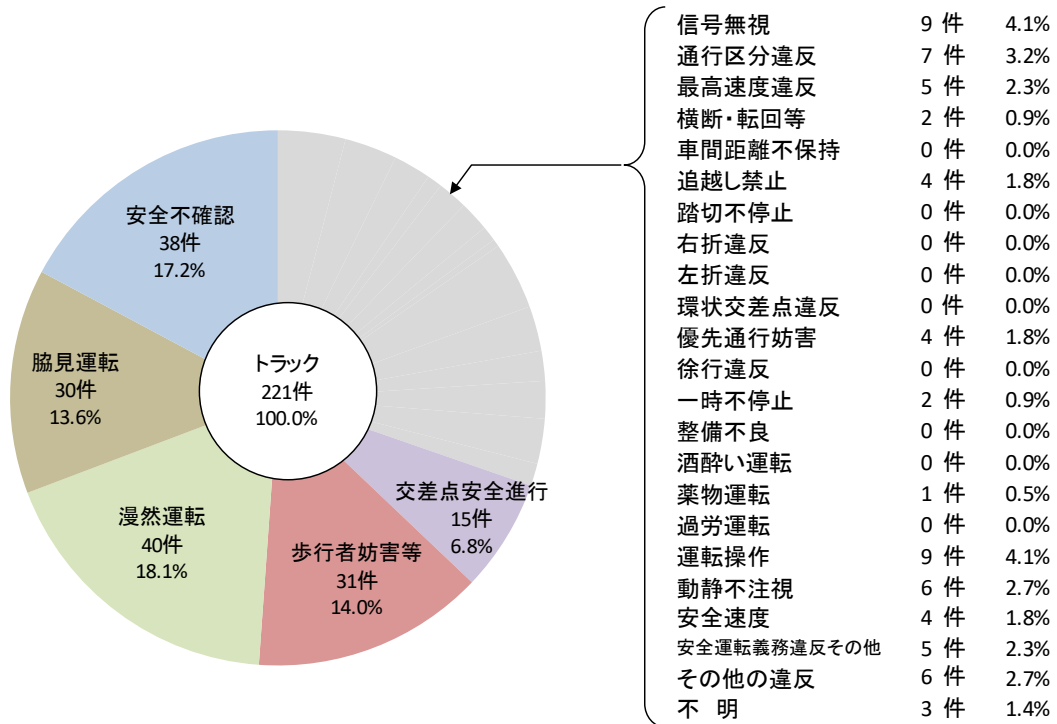 信号無視 9 件 4.1%
通行区分違反 7 件 3.2%
最高速度違反 5 件 2.3%
横断・転回等 2 件 0.9%
車間距離不保持 0 件 0.0%
追越し禁止 4 件 1.8%
踏切不停止 0 件 0.0%
右折違反 0 件 0.0%
左折違反 0 件 0.0%
環状交差点違反 0 件 0.0%
優先通行妨害 4 件 1.8%
徐行違反 0 件 0.0%
一時不停止 2 件 0.9%
整備不良 0 件 0.0%
酒酔い運転 0 件 0.0%
薬物運転 1 件 0.5%
過労運転 0 件 0.0%
運転操作 9 件 4.1%
動静不注視 6 件 2.7%
安全速度 4 件 1.8%
安全運転義務違反その他 5 件 2.3%
その他の違反 6 件 2.7%
不 明 3 件 1.4%
安全不確認
38件
17.2%
脇見運転
30件
13.6%
トラック
221件
100.0%
漫然運転
40件
18.1%
歩行者妨害等
31件
14.0%
交差点安全進行
15件
6.8%